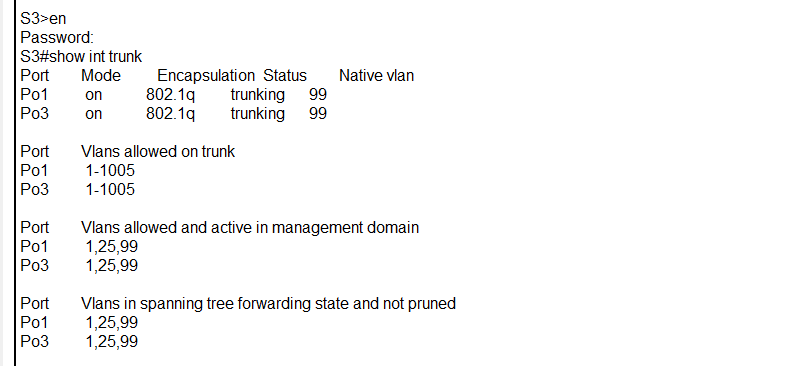 S3>en
Password:
S3#show int trunk
Port Mode Encapsulation Status Native vlan
Po1 on 802.1q trunking 99
Po3 on 802.1q trunking 99
Port Vlans allowed on trunk
Po1 1-1005
Po3 1-1005
Port Vlans allowed and active in management domain
Po1 1,25,99
Po3 1,25,99
Port Vlans in spanning tree forwarding state and not pruned
Po1 1,25,99
Po3 1,25,99